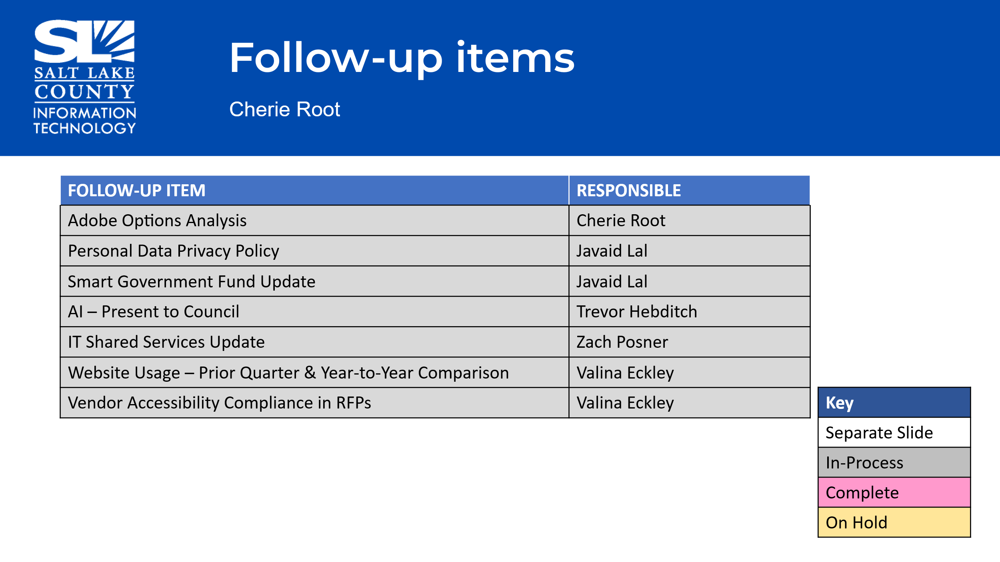 SL
SALT LAKE
COUNTY
INFORMATION
TECHNOLOGY
Follow-up items
Cherie Root
FOLLOW-UP ITEM RESPONSIBLE
Adobe Options Analysis Cherie Root
Personal Data Privacy Policy Javaid Lal
Smart Government Fund Update Javaid Lal
AI – Present to Council Trevor Hebditch
IT Shared Services Update Zach Posner
Website Usage – Prior Quarter & Year-to-Year Comparison Valina Eckley
Vendor Accessibility Compliance in RFPs Valina Eckley
Key
Separate Slide
In-Process
Complete
On Hold